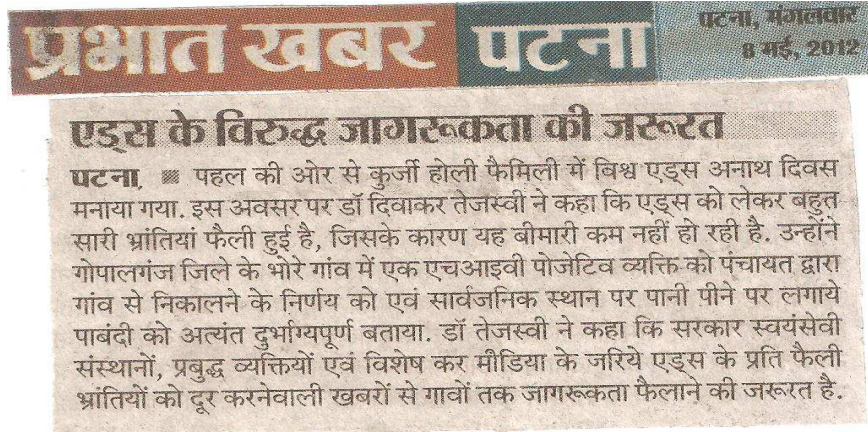 प्रभात खबर पटना
पटना, मंगलवार
8 मई, 2012
एड्स के विरुद्ध जागरूकता की जरूरत
पटना. पहल की ओर से कुर्जी होली फैमिली में विश्व एड्स अनाथ दिवस
मनाया गया. इस अवसर पर डॉ दिवाकर तेजस्वी ने कहा कि एड्स को लेकर बहुत
सारी भ्रांतियां फैली हुई है, जिसके कारण यह बीमारी कम नहीं हो रही है. उन्होंने
गोपालगंज जिले के भोरे गांव में एक एचआइवी पोजेटिव व्यक्ति को पंचायत द्वारा
गांव से निकालने के निर्णय को एवं सार्वजनिक स्थान पर पानी पीने पर लगाये
पाबंदी को अत्यंत दुर्भाग्यपूर्ण बताया. डॉ तेजस्वी ने कहा कि सरकार स्वयंसेवी
संस्थानों, प्रबुद्ध व्यक्तियों एवं विशेष कर मीडिया के जरिये एड्स के प्रति फैली
भ्रांतियों को दूर करनेवाली खबरों से गावों तक जागरूकता फैलाने की जरूरत है.